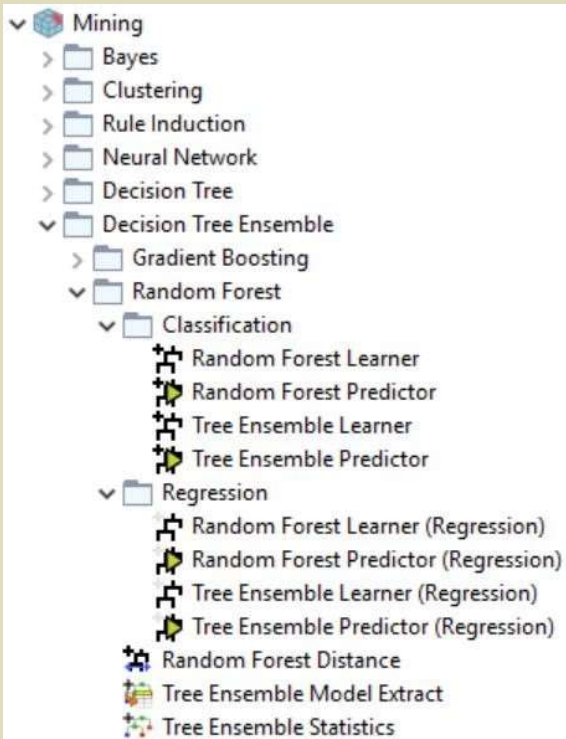 Mining
Bayes
Clustering
Rule Induction
Neural Network
Decision Tree
Decision Tree Ensemble
Gradient Boosting
Random Forest
Classification
Random Forest Learner
Random Forest Predictor
Tree Ensemble Learner
Tree Ensemble Predictor
Regression
Random Forest Learner (Regression)
Random Forest Predictor (Regression)
Tree Ensemble Learner (Regression)
Tree Ensemble Predictor (Regression)
Random Forest Distance
Tree Ensemble Model Extract
Tree Ensemble Statistics